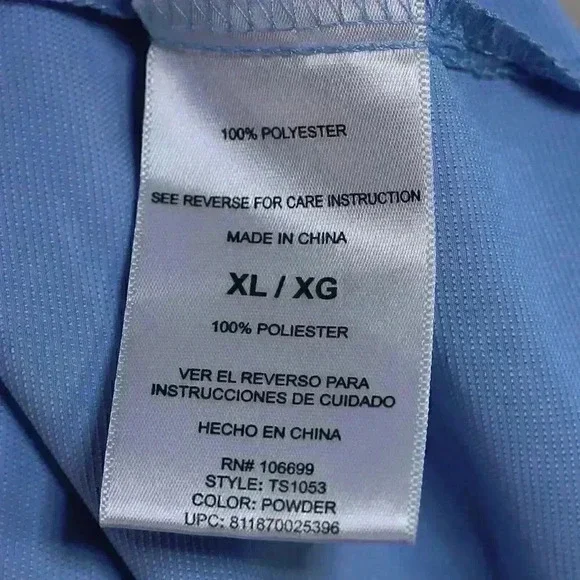 100% POLYESTER
SEE REVERSE FOR CARE INSTRUCTION
MADE IN CHINA
XL / XG
100% POLIESTER
VER EL REVERSO PARA
INSTRUCCIONES DE CUIDADO
HECHO EN CHINA
RN# 106699
STYLE: TS1053
COLOR: POWDER
UPC: 811870025396